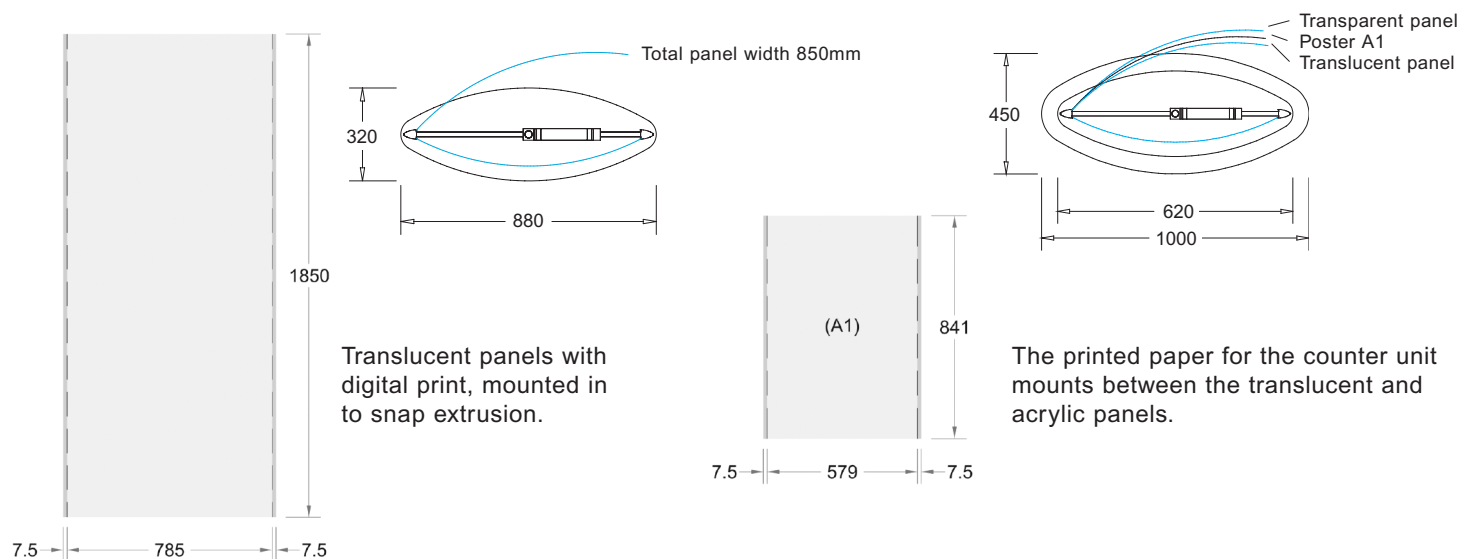 Total panel width 850mm
320
880
1850
Translucent panels with
digital print, mounted in
to snap extrusion.
7.5
785
7.5
Transparent panel
Poster A1
Translucent panel
450
620
1000
(A1)
841
7.5
579
7.5
The printed paper for the counter unit
mounts between the translucent and
acrylic panels.